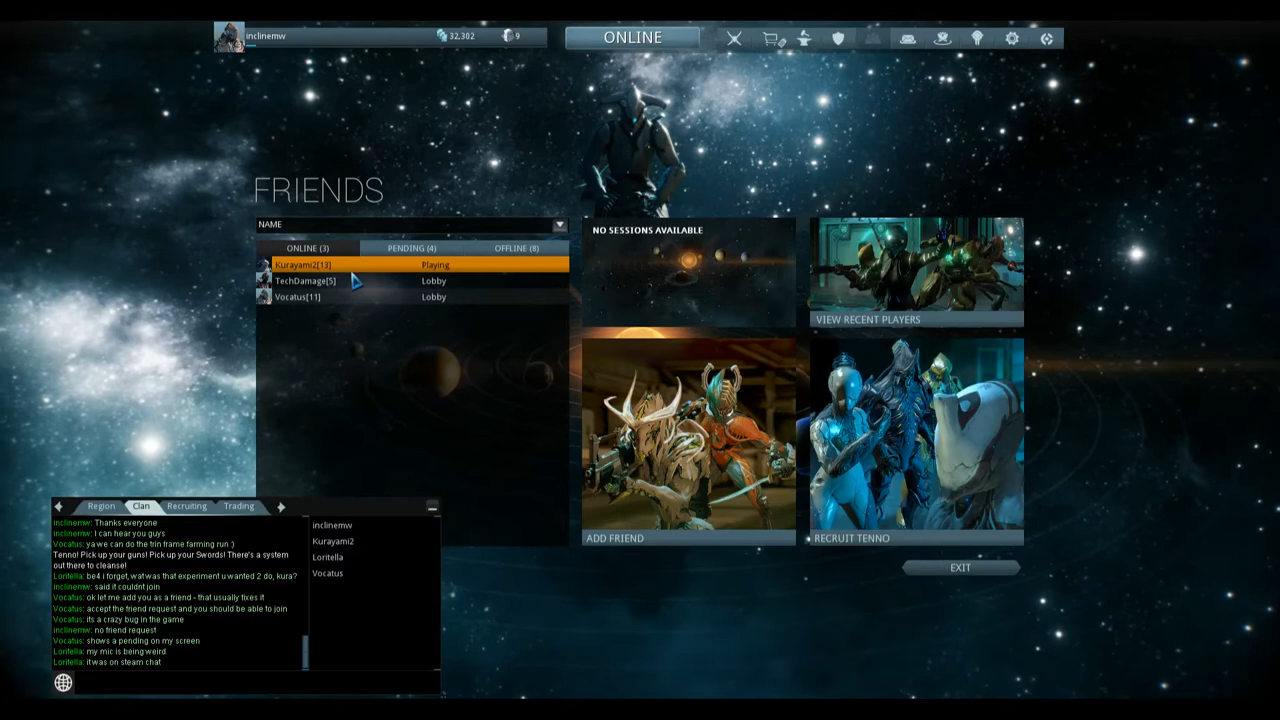 inclinemw
32,302
9
ONLINE
FRIENDS
NAME
ONLINE (3)
PENDING (4)
OFFLINE (8)
Kurayami2[13] Playing
TechDamage[5] Lobby
Vocatus[11] Lobby
NO SESSIONS AVAILABLE
VIEW RECENT PLAYERS
ADD FRIEND
RECRUIT TENNO
EXIT
Region
Clan
Recruiting
Trading
inclinemw: Thanks everyone
inclinemw: I can hear you guys
Vocatus: ya we can do the trin frame farming run :)
Tenno! Pick up your guns! Pick up your Swords! There's a system
out there to cleanse!
Loritella: be4 i forget, wat was that experiment u wanted 2 do, kura?
inclinemw: said it couldnt join
Vocatus: ok let me add you as a friend - that usually fixes it
Vocatus: accept the friend request and you should be able to join
Vocatus: its a crazy bug in the game
inclinemw: no friend request
Vocatus: shows a pending on my screen
Loritella: my mic is being weird
Loritella: it was on steam chat
inclinemw
Kurayami2
Loritella
Vocatus